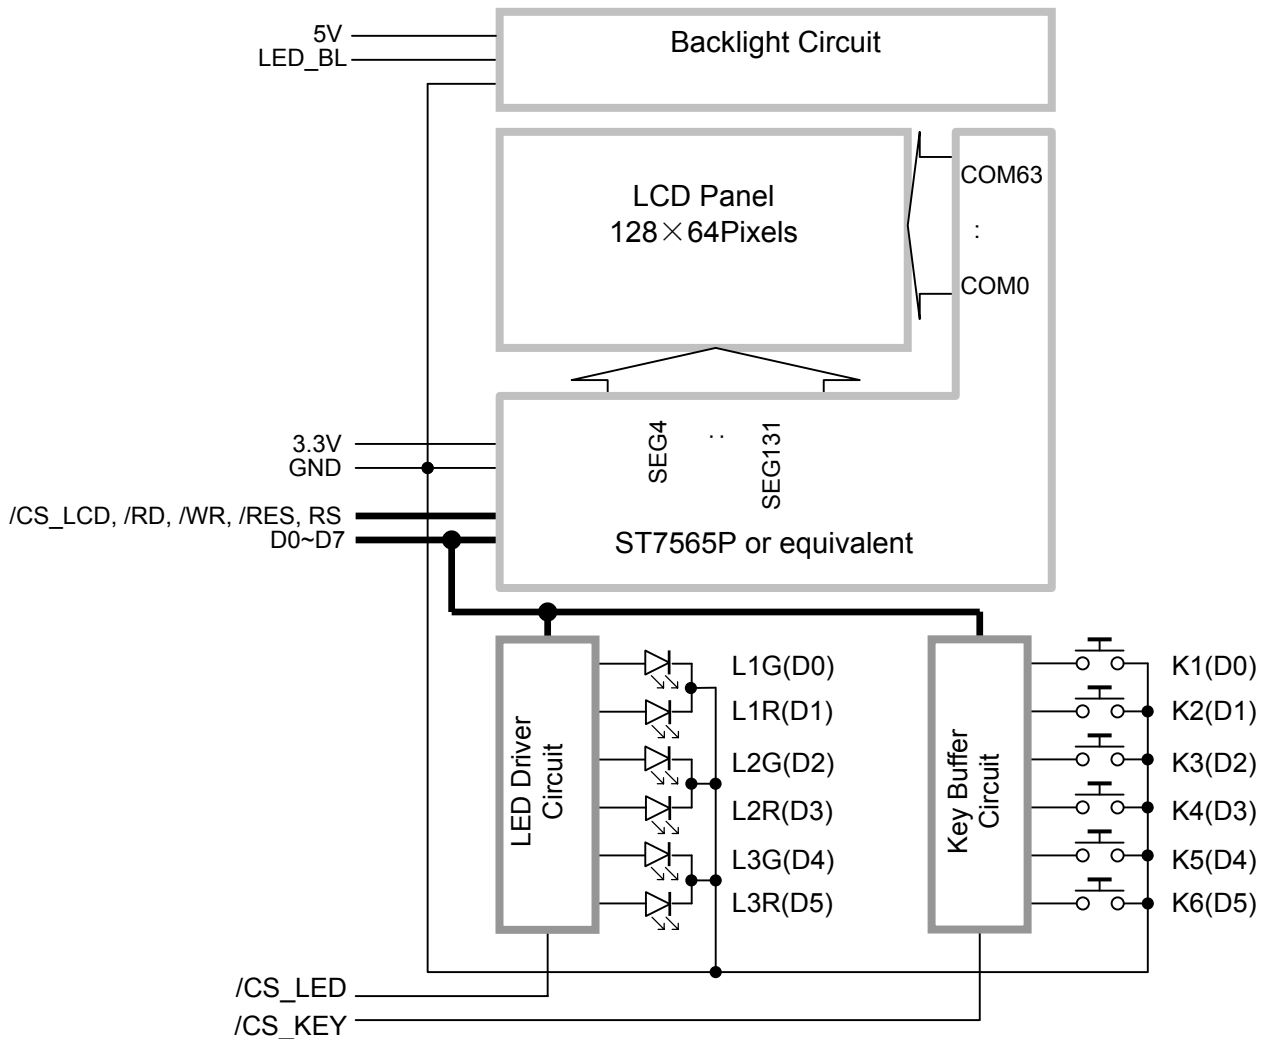 5V
LED_BL
Backlight Circuit
LCD Panel
128×64Pixels
COM63
:
COM0
SEG4
..
SEG131
3.3V
GND
/CS_LCD, /RD, /WR, /RES, RS
D0~D7
ST7565P or equivalent
LED Driver
Circuit
L1G(D0)
L1R(D1)
L2G(D2)
L2R(D3)
L3G(D4)
L3R(D5)
Key Buffer
Circuit
K1(D0)
K2(D1)
K3(D2)
K4(D3)
K5(D4)
K6(D5)
/CS_LED
/CS_KEY